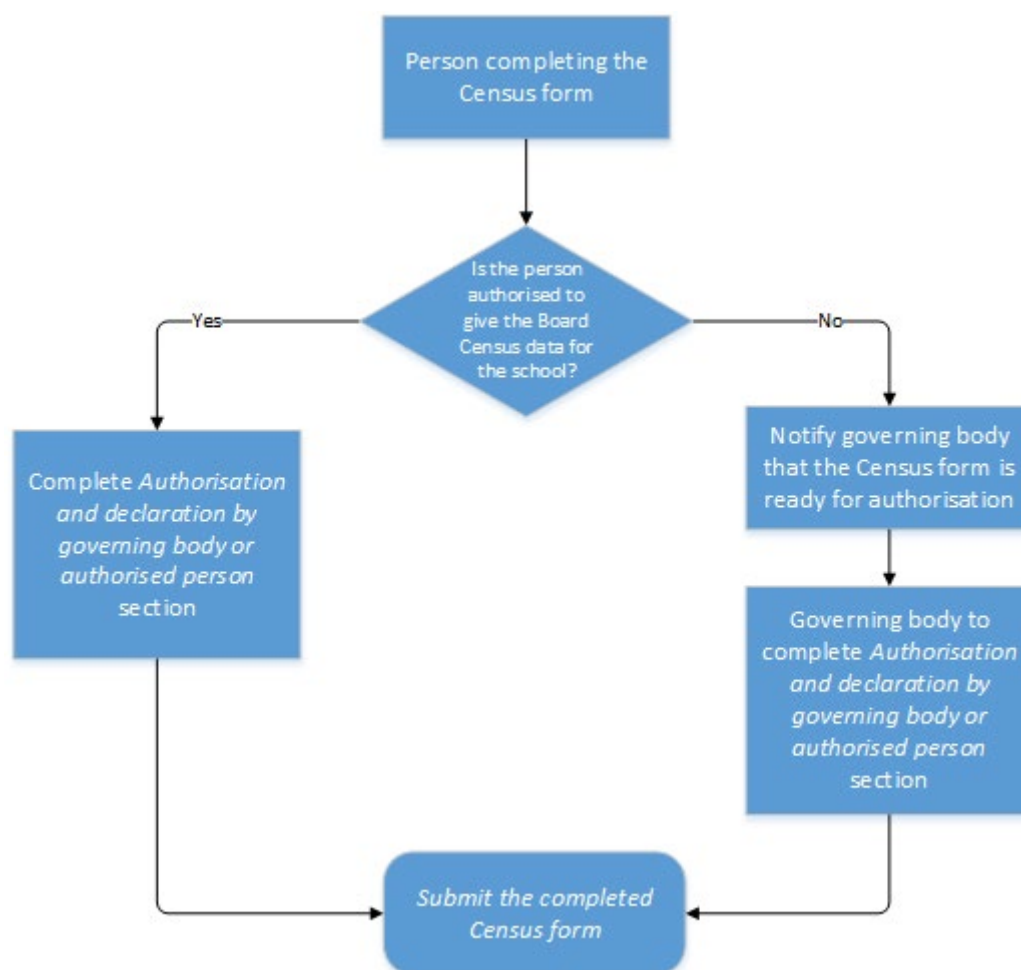 Person completing the
Census form
Is the person
authorised to
give the Board
Census data for
the school?
Yes
No
Complete Authorisation
and declaration by
governing body or
authorised person
section
Notify governing body
that the Census form is
ready for authorisation
Governing body to
complete Authorisation
and declaration by
governing body or
authorised person
section
Submit the completed
Census form